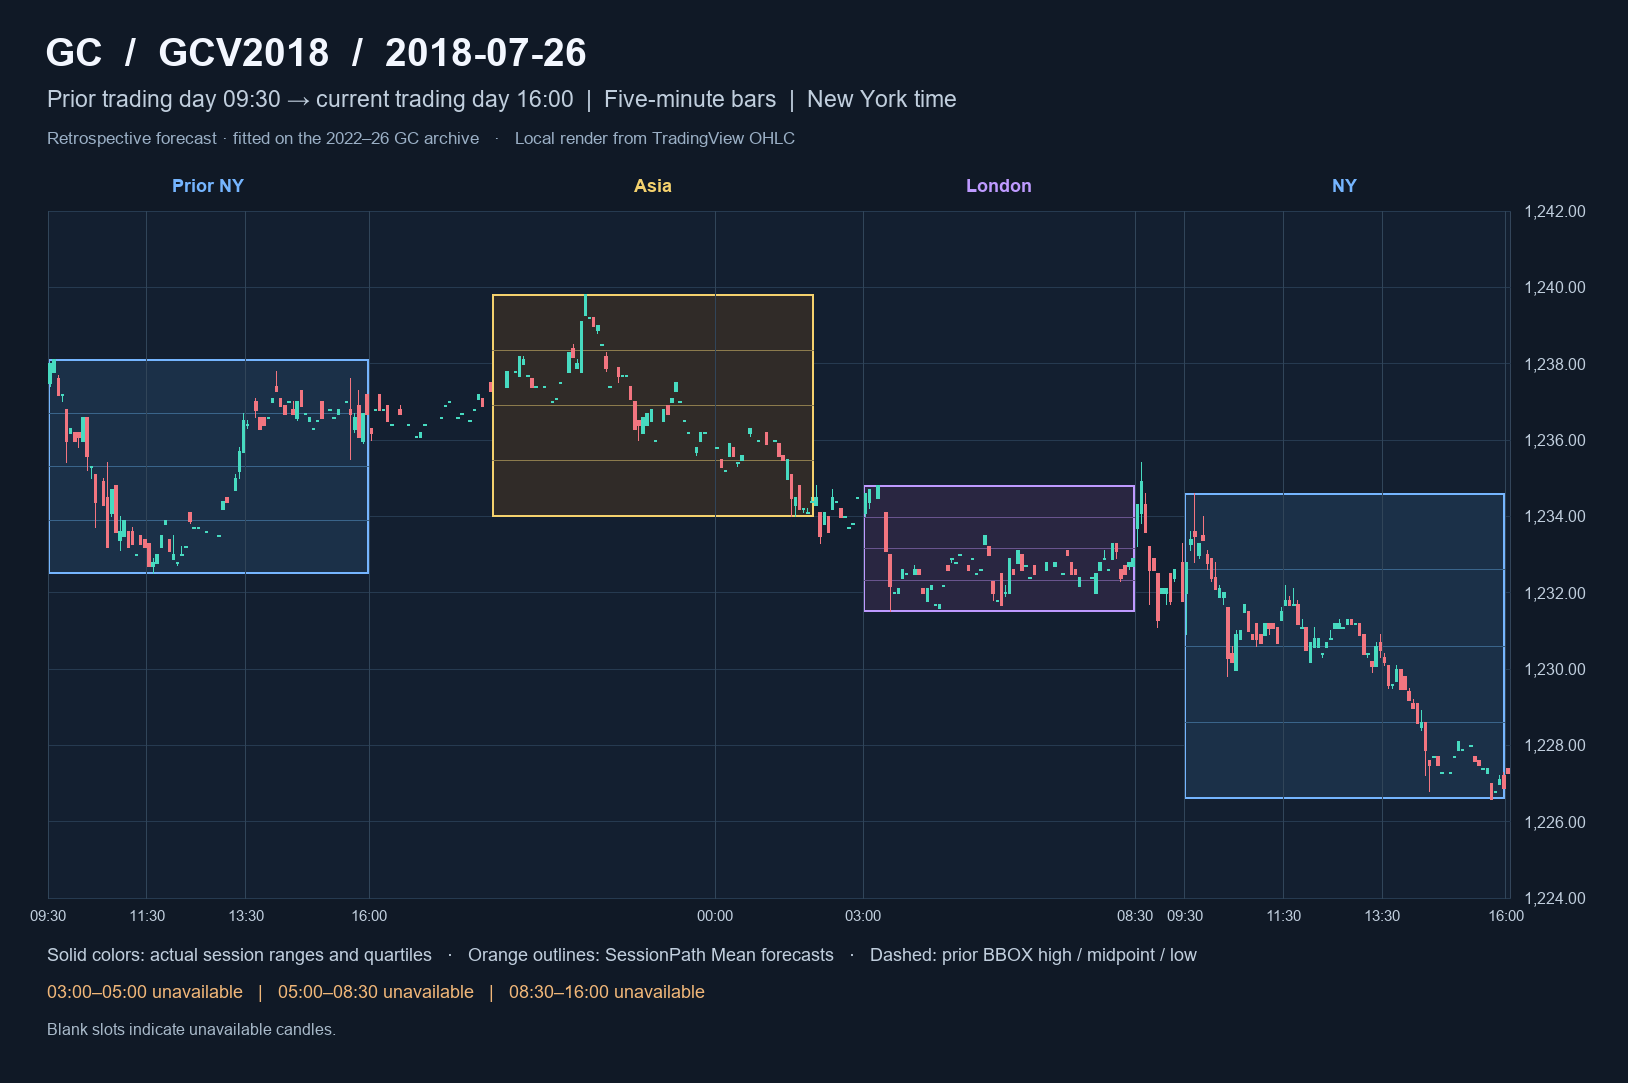 GC / GCV2018 / 2018-07-26
Prior trading day 09:30 → current trading day 16:00 | Five-minute bars | New York time
Retrospective forecast · fitted on the 2022–26 GC archive · Local render from TradingView OHLC
Prior NY Asia London NY
1,242.00
1,240.00
1,238.00
1,236.00
1,234.00
1,232.00
1,230.00
1,228.00
1,226.00
1,224.00
09:30 11:30 13:30 16:00 00:00 03:00 08:30 09:30 11:30 13:30 16:00
Solid colors: actual session ranges and quartiles · Orange outlines: SessionPath Mean forecasts · Dashed: prior BBOX high / midpoint / low
03:00–05:00 unavailable | 05:00–08:30 unavailable | 08:30–16:00 unavailable
Blank slots indicate unavailable candles.